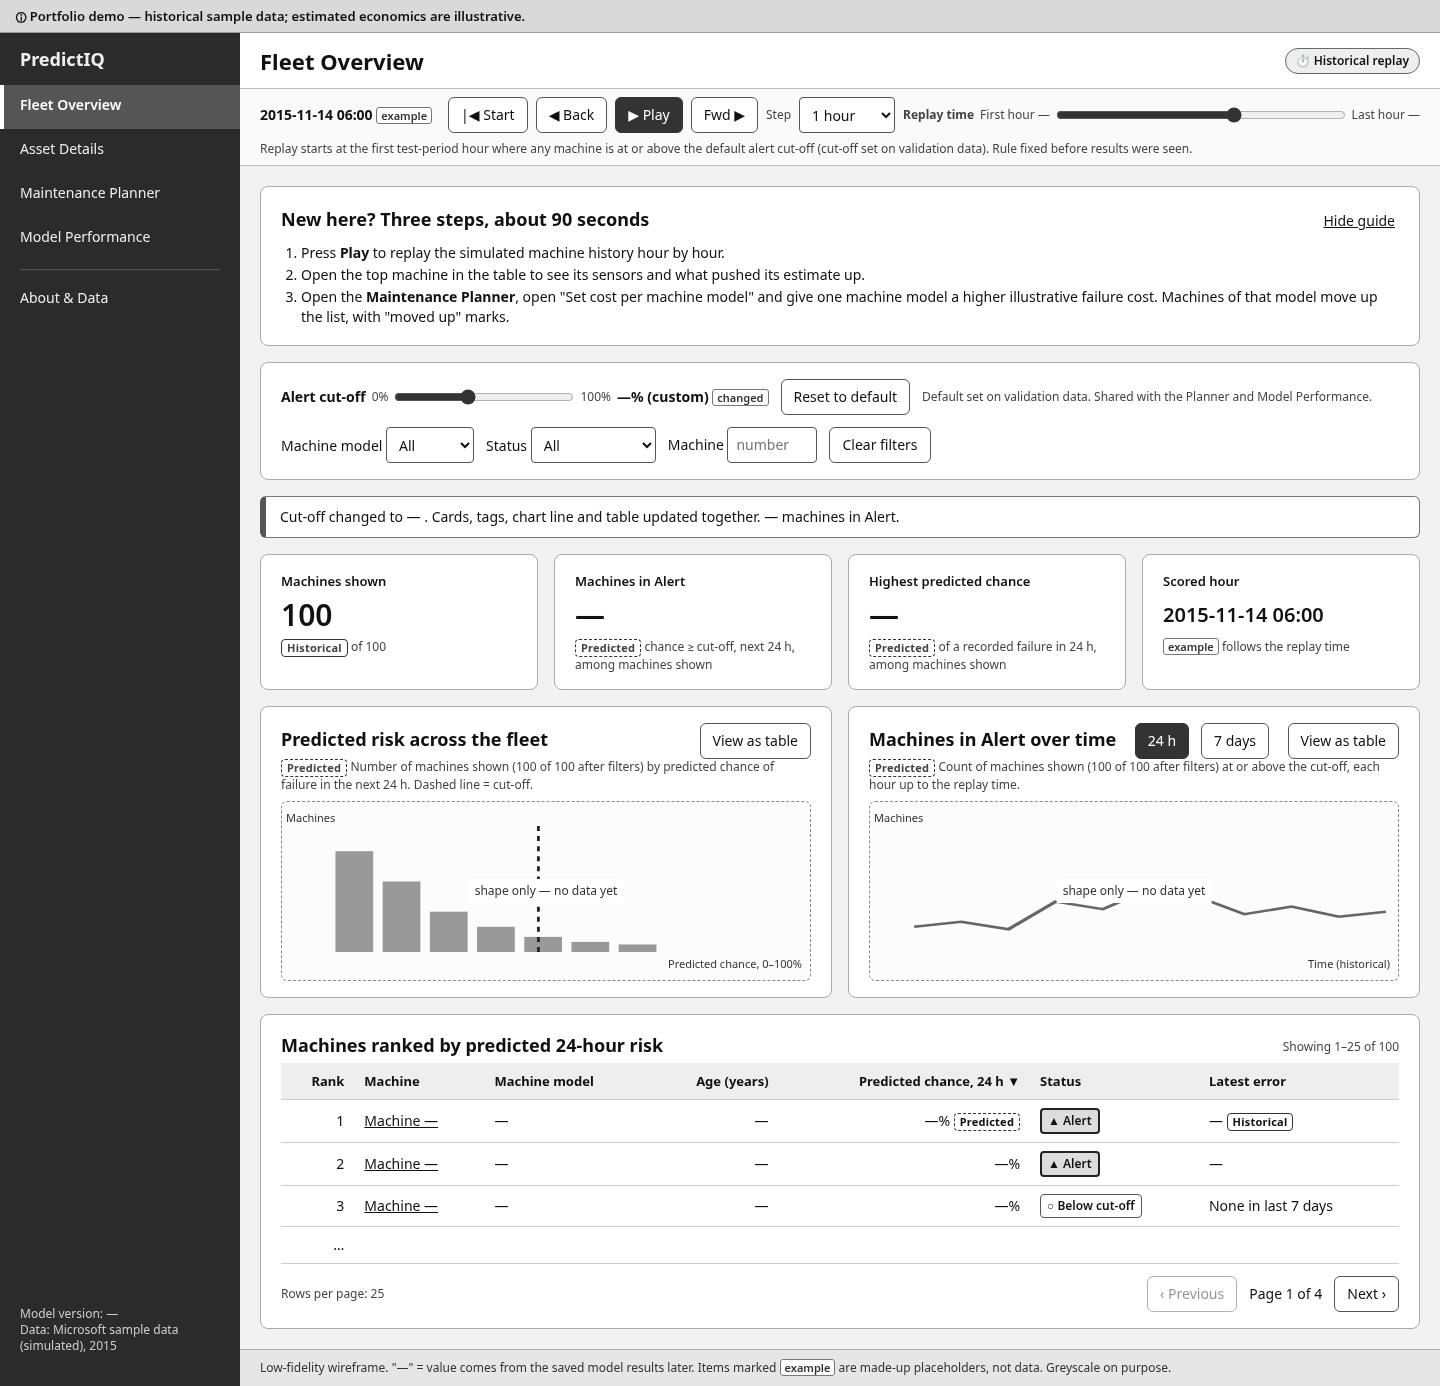 ⓘ Portfolio demo — historical sample data; estimated economics are illustrative.
PredictIQ
Fleet Overview
Asset Details
Maintenance Planner
Model Performance
About & Data
Model version: —
Data: Microsoft sample data
(simulated), 2015
Fleet Overview
⏱ Historical replay
2015-11-14 06:00 example |◀ Start ◀ Back ▶ Play Fwd ▶ Step 1 hour Replay time First hour — Last hour —
Replay starts at the first test-period hour where any machine is at or above the default alert cut-off (cut-off set on validation data). Rule fixed before results were seen.
New here? Three steps, about 90 seconds
Hide guide
1. Press Play to replay the simulated machine history hour by hour.
2. Open the top machine in the table to see its sensors and what pushed its estimate up.
3. Open the Maintenance Planner, open "Set cost per machine model" and give one machine model a higher illustrative failure cost. Machines of that model move up
the list, with "moved up" marks.
Alert cut-off 0% 100% —% (custom) changed Reset to default Default set on validation data. Shared with the Planner and Model Performance.
Machine model All Status All Machine number Clear filters
Cut-off changed to — . Cards, tags, chart line and table updated together. — machines in Alert.
Machines shown
100
Historical of 100
Machines in Alert
—
Predicted chance ≥ cut-off, next 24 h,
among machines shown
Highest predicted chance
—
Predicted of a recorded failure in 24 h,
among machines shown
Scored hour
2015-11-14 06:00
example follows the replay time
Predicted risk across the fleet
View as table
Predicted Number of machines shown (100 of 100 after filters) by predicted chance of
failure in the next 24 h. Dashed line = cut-off.
Machines
shape only — no data yet
Predicted chance, 0–100%
Machines in Alert over time
24 h 7 days View as table
Predicted Count of machines shown (100 of 100 after filters) at or above the cut-off, each
hour up to the replay time.
Machines
shape only — no data yet
Time (historical)
Machines ranked by predicted 24-hour risk
Showing 1–25 of 100
Rank Machine Machine model Age (years) Predicted chance, 24 h ▼ Status Latest error
1 Machine — — — —% Predicted ▲ Alert — Historical
2 Machine — — — —% ▲ Alert —
3 Machine — — — —% ○ Below cut-off None in last 7 days
...
Rows per page: 25
‹ Previous Page 1 of 4 Next ›
Low-fidelity wireframe. "—" = value comes from the saved model results later. Items marked example are made-up placeholders, not data. Greyscale on purpose.